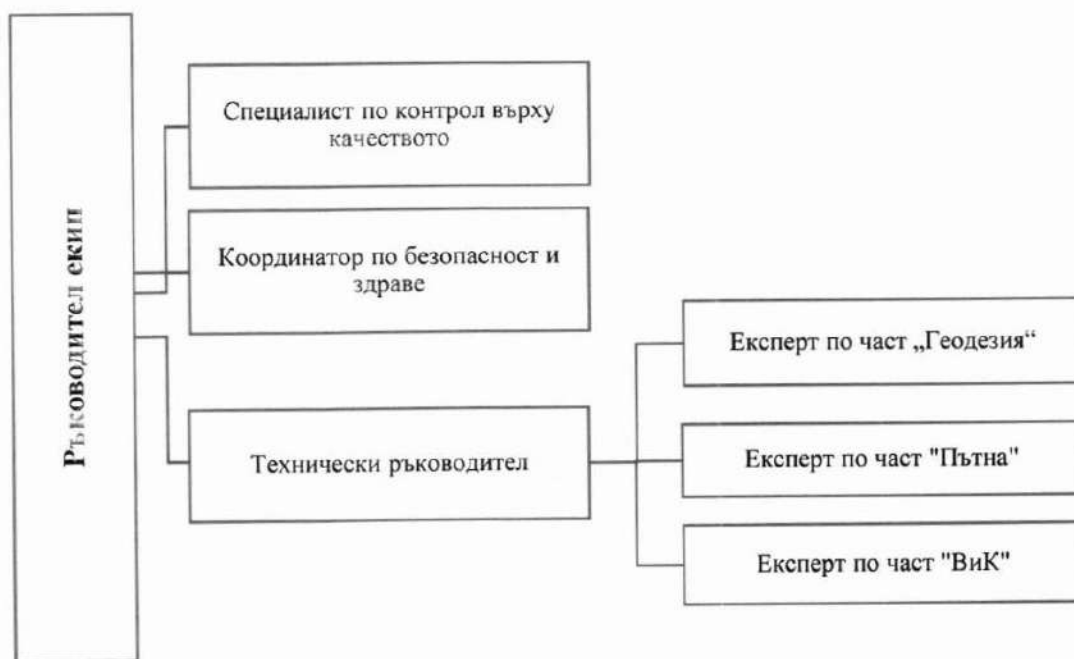 Ръководител екип
Специалист по контрол върху
качеството
Координатор по безопасност и
здраве
Технически ръководител
Експерт по част „Геодезия“
Експерт по част "Пътна"
Експерт по част "ВиК"